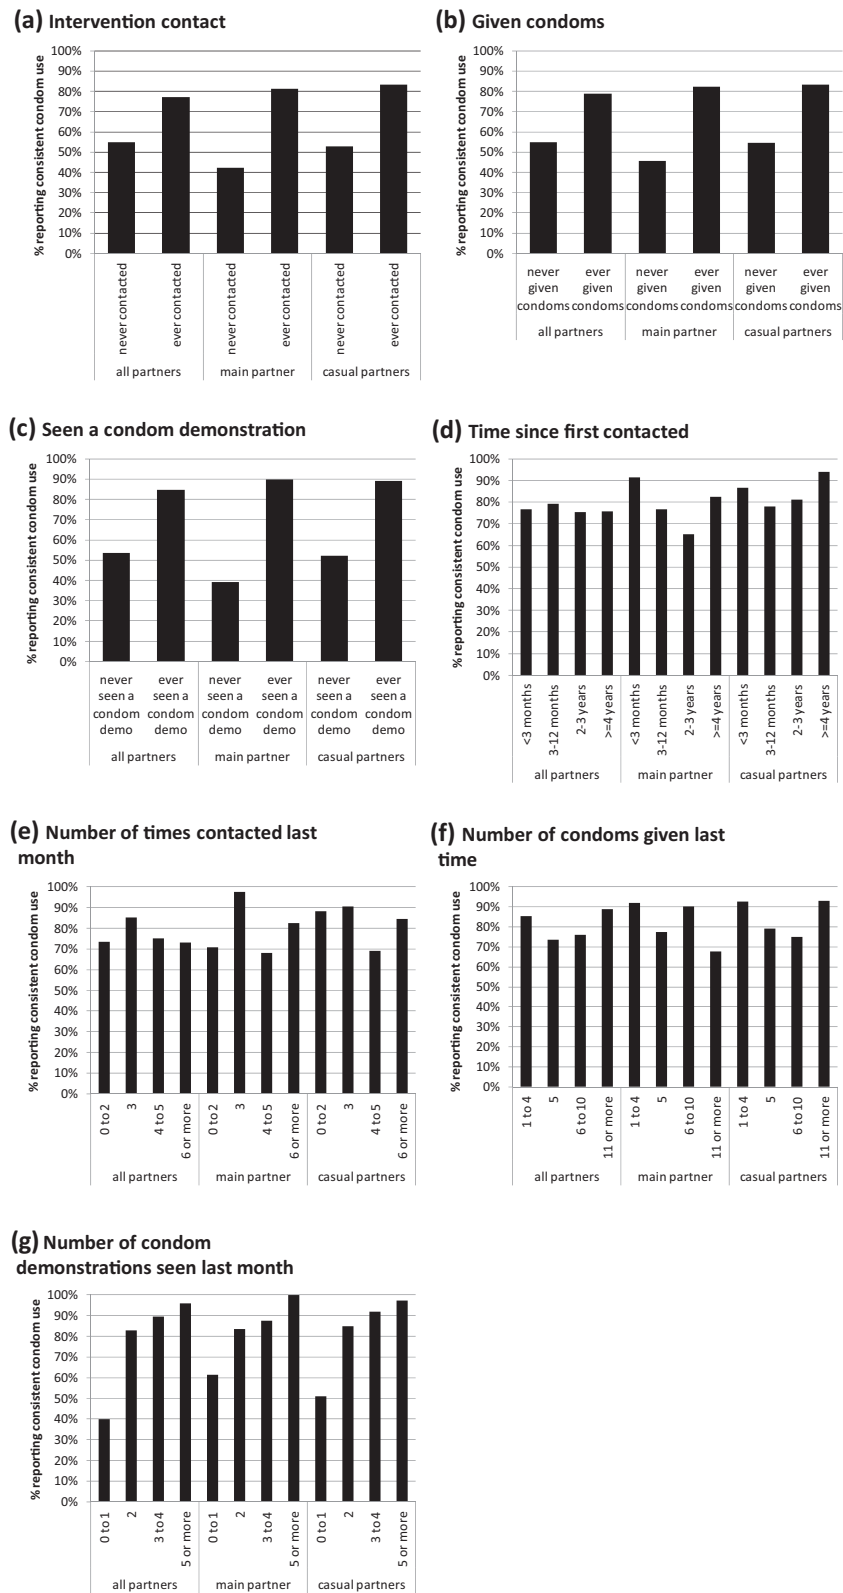 (a) Intervention contact
% reporting consistent condom use
100%
90%
80%
70%
60%
50%
40%
30%
20%
10%
0%
never contacted
ever contacted
never contacted
ever contacted
never contacted
ever contacted
all partners main partner casual partners
(b) Given condoms
% reporting consistent condom use
100%
90%
80%
70%
60%
50%
40%
30%
20%
10%
0%
never ever never ever never ever
given given given given given given
condoms condoms condoms condoms condoms condoms
all partners main partner casual partners
(c) Seen a condom demonstration
% reporting consistent condom use
100%
90%
80%
70%
60%
50%
40%
30%
20%
10%
0%
never ever never ever never ever
seen a seen a seen a seen a seen a seen a
condom condom condom condom condom condom
demo demo demo demo demo demo
all partners main partner casual partners
(d) Time since first contacted
% reporting consistent condom use
100%
90%
80%
70%
60%
50%
40%
30%
20%
10%
0%
<3 months
3-12 months
2-3 years
>=4 years
<3 months
3-12 months
2-3 years
>=4 years
<3 months
3-12 months
2-3 years
>=4 years
all partners main partner casual partners
(e) Number of times contacted last
month
% reporting consistent condom use
100%
90%
80%
70%
60%
50%
40%
30%
20%
10%
0%
0 to 2
3
4 to 5
6 or more
0 to 2
3
4 to 5
6 or more
0 to 2
3
4 to 5
6 or more
all partners main partner casual partners
(f) Number of condoms given last
time
% reporting consistent condom use
100%
90%
80%
70%
60%
50%
40%
30%
20%
10%
0%
1 to 4
5
6 to 10
11 or more
1 to 4
5
6 to 10
11 or more
1 to 4
5
6 to 10
11 or more
all partners main partner casual partners
(g) Number of condom
demonstrations seen last month
% reporting consistent condom use
100%
90%
80%
70%
60%
50%
40%
30%
20%
10%
0%
0 to 1
2
3 to 4
5 or more
0 to 1
2
3 to 4
5 or more
0 to 1
2
3 to 4
5 or more
all partners main partner casual partners